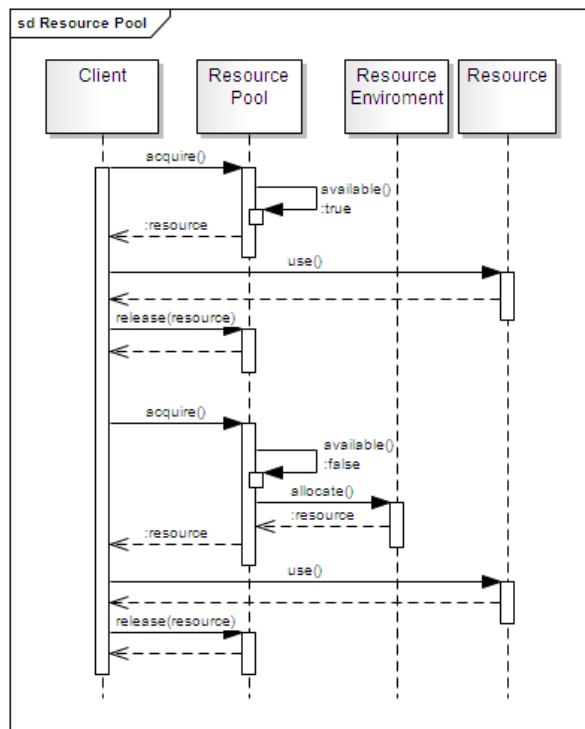 sd Resource Pool
Client
Resource
Pool
Resource
Enviroment
Resource
acquire()
available()
:true
:resource
use()
release(resource)
acquire()
available()
:false
allocate()
:resource
:resource
use()
release(resource)